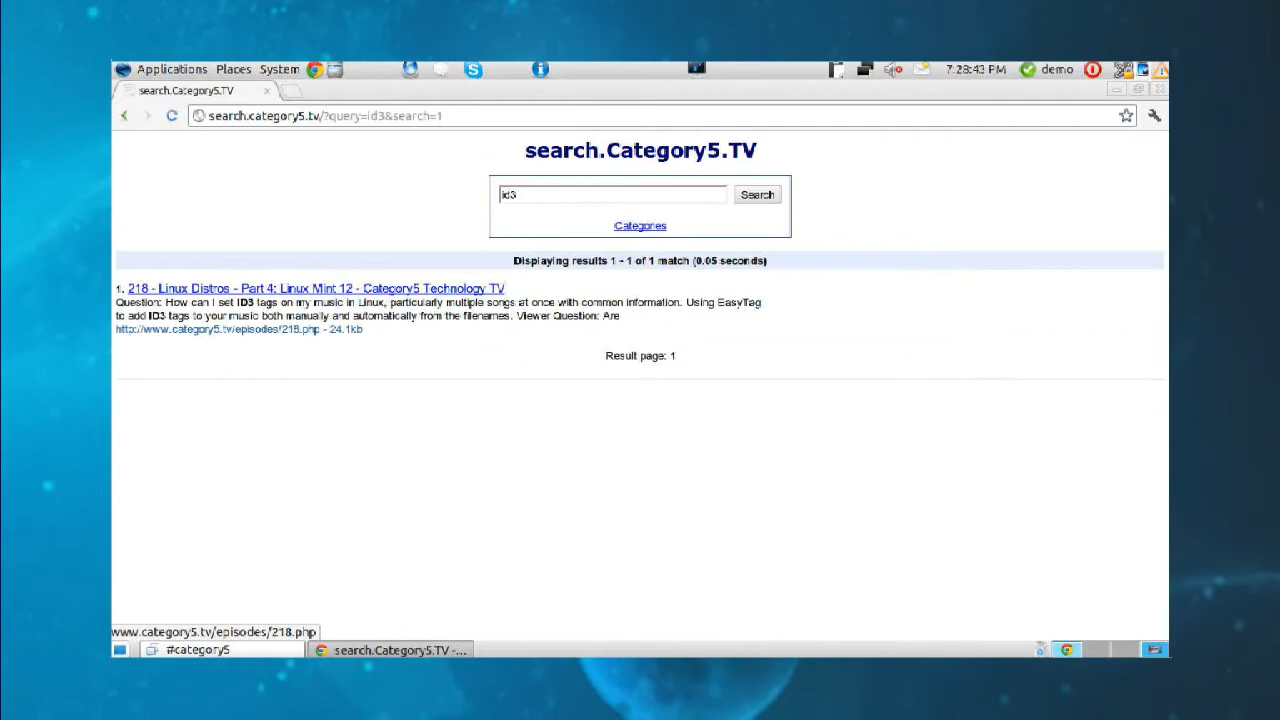 Applications Places System 7:28:43 PM demo
search.Category5.TV
search.category5.tv/?query=id3&search=1
search.Category5.TV
id3 Search
Categories
Displaying results 1 - 1 of 1 match (0.05 seconds)
1. 218 - Linux Distros - Part 4: Linux Mint 12 - Category5 Technology TV
Question: How can I set ID3 tags on my music in Linux, particularly multiple songs at once with common information. Using EasyTag
to add ID3 tags to your music both manually and automatically from the filenames. Viewer Question: Are
http://www.category5.tv/episodes/218.php - 24.1kb
Result page: 1
www.category5.tv/episodes/218.php
#category5 search.Category5.TV -...